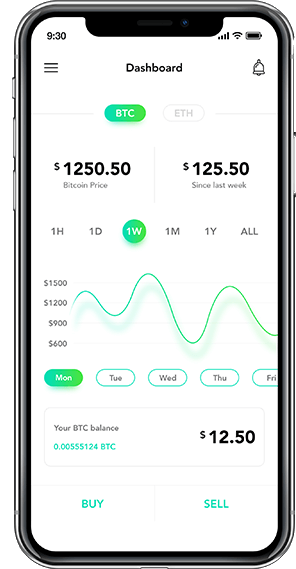 9:30
Dashboard
BTC ETH
$ 1250.50 $ 125.50
Bitcoin Price Since last week
1H 1D 1W 1M 1Y ALL
$1500
$1200
$900
$600
Mon Tue Wed Thu Fri
Your BTC balance
0.00555124 BTC
$ 12.50
BUY SELL